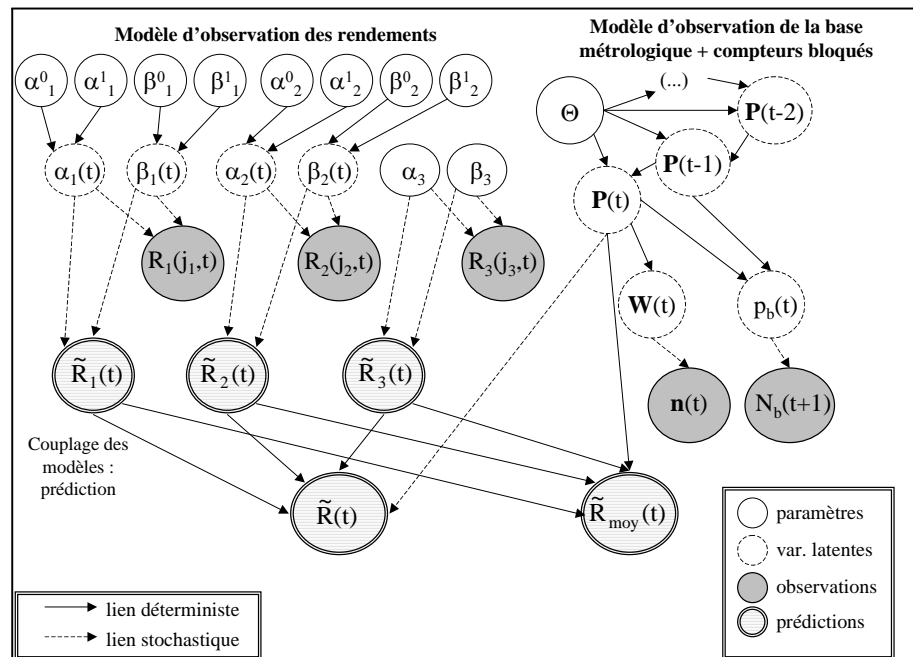 Modèle d'observation des rendements
Modèle d'observation de la base
métrologique + compteurs bloqués
α⁰₁ α¹₁ β⁰₁ β¹₁ α⁰₂ α¹₂ β⁰₂ β¹₂
(...)
Θ
P(t-2)
α₁(t) β₁(t) α₂(t) β₂(t) α₃ β₃
P(t-1)
P(t)
R₁(j₁,t) R₂(j₂,t) R₃(j₃,t)
W(t) p_b(t)
R̃₁(t) R̃₂(t) R̃₃(t)
n(t) N_b(t+1)
Couplage des
modèles :
prédiction
R̃(t) R̃_moy(t)
paramètres
var. latentes
observations
prédictions
lien déterministe
lien stochastique